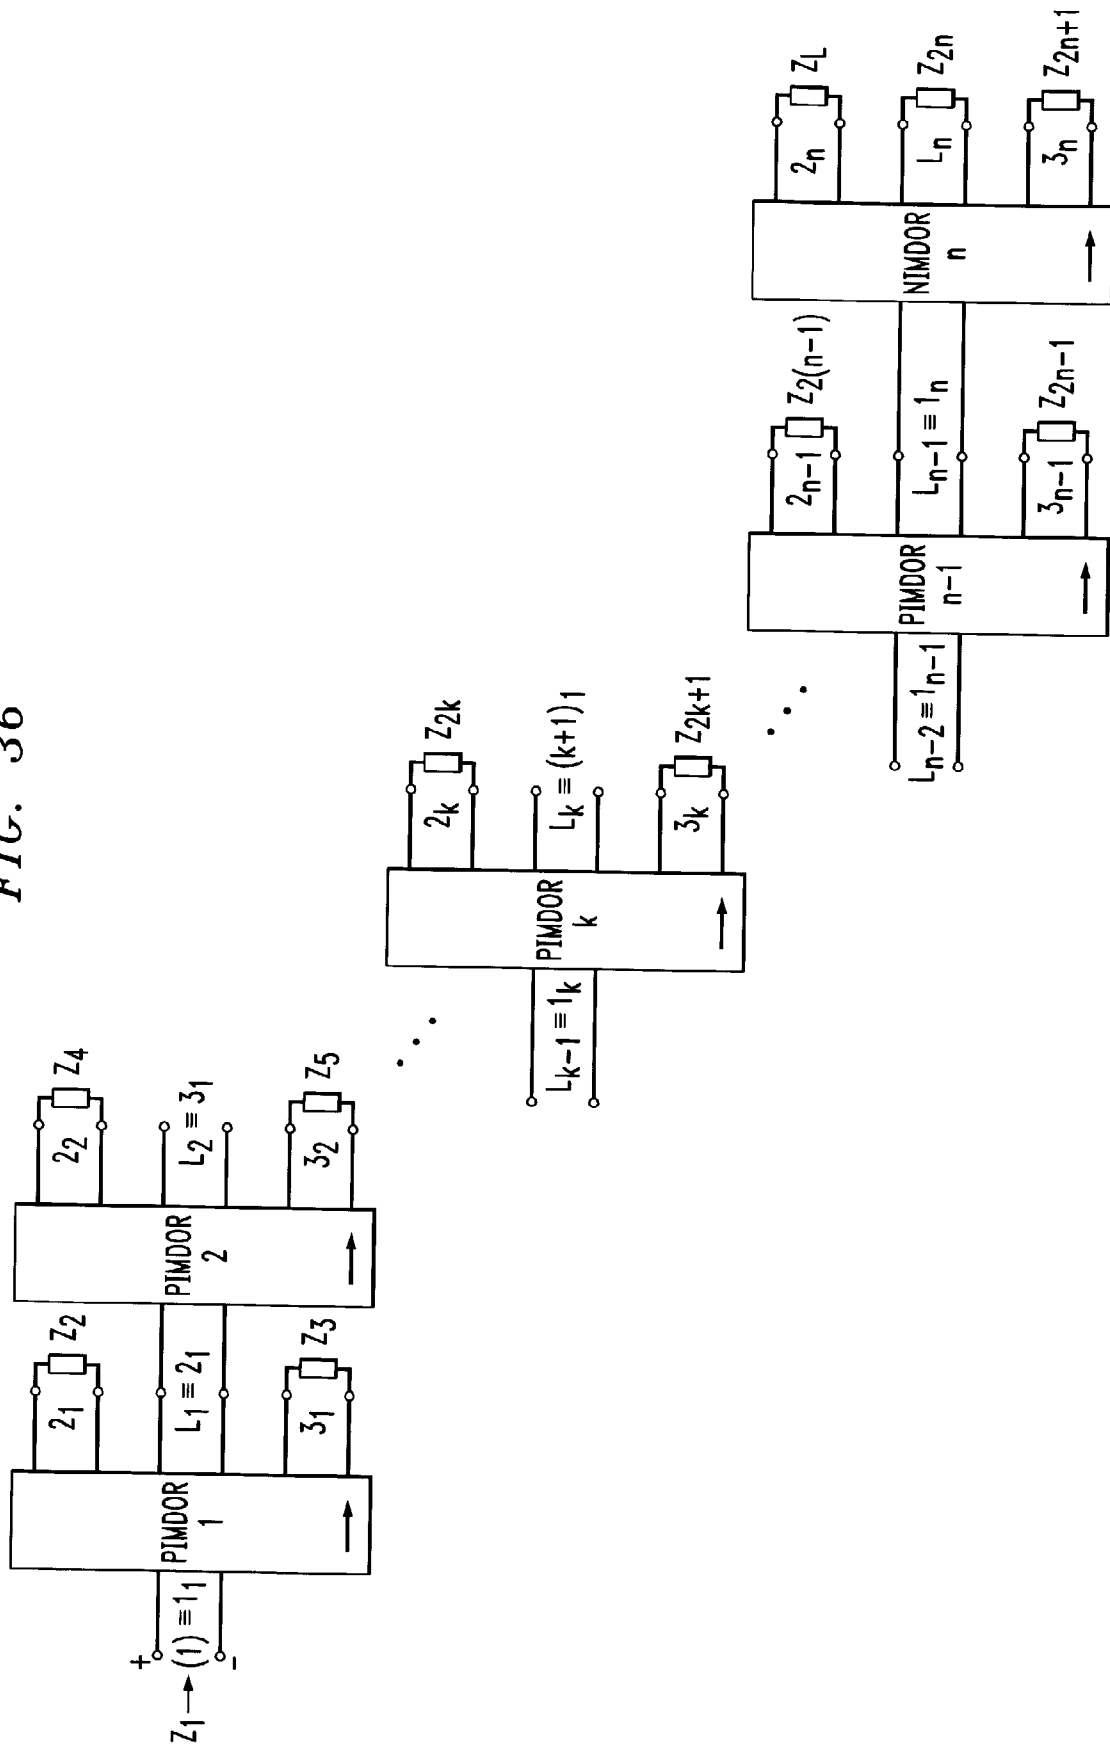 FIG. 36
Z1
+
(1) ≡ 11
-
PIMDOR
1
21
Z2
L1 ≡ 21
31
Z3
PIMDOR
2
22
Z4
L2 ≡ 31
32
Z5
Lk-1 ≡ 1k
PIMDOR
k
2k
Z2k
Lk ≡ (k+1)1
3k
Z2k+1
Ln-2 ≡ 1n-1
PIMDOR
n-1
2n-1
Z2(n-1)
Ln-1 ≡ 1n
3n-1
Z2n-1
NIMDOR
n
2n
ZL
Ln
Z2n
3n
Z2n+1